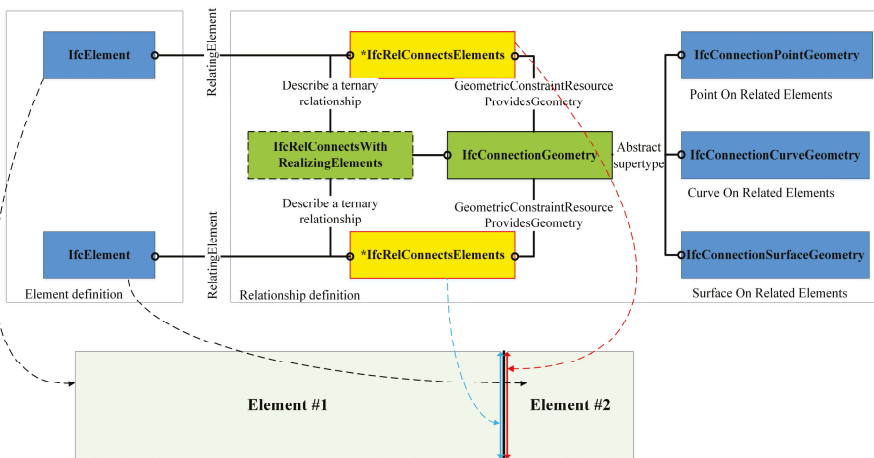 IfcElement
RelatingElement
*IfcRelConnectsElements
IfcConnectionPointGeometry
Describe a ternary
relationship
GeometricConstraintResource
ProvidesGeometry
Point On Related Elements
IfcRelConnectsWith
RealizingElements
IfcConnectionGeometry
Abstract
supertype
IfcConnectionCurveGeometry
Curve On Related Elements
Describe a ternary
relationship
GeometricConstraintResource
ProvidesGeometry
IfcElement
RelatingElement
*IfcRelConnectsElements
IfcConnectionSurfaceGeometry
Element definition
Relationship definition
Surface On Related Elements
Element #1
Element #2